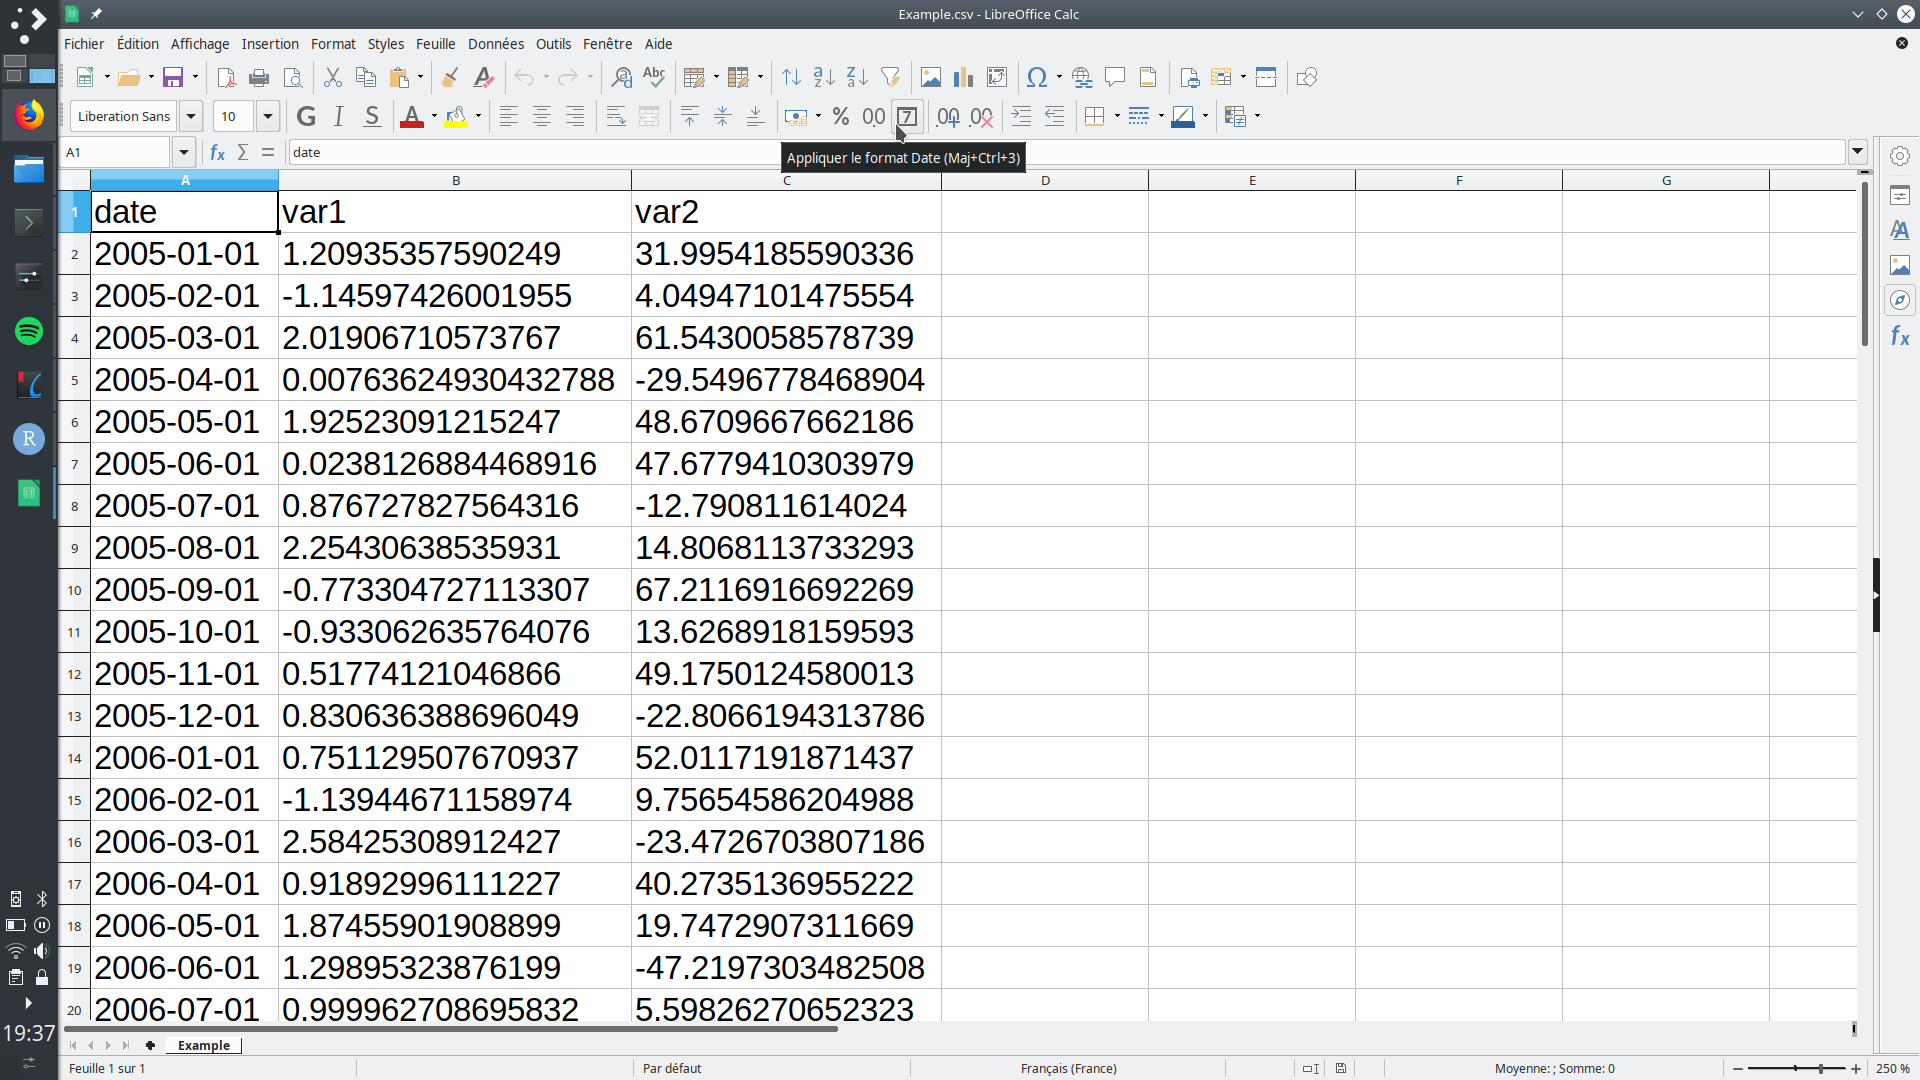 Example.csv - LibreOffice Calc
Fichier Édition Affichage Insertion Format Styles Feuille Données Outils Fenêtre Aide
Abc
Liberation Sans 10 G I S A % 00 7 00 00
A1 fx Σ = date
Appliquer le format Date (Maj+Ctrl+3)
A B C D E F G
1 date var1 var2
2 2005-01-01 1.20935357590249 31.9954185590336
3 2005-02-01 -1.14597426001955 4.04947101475554
4 2005-03-01 2.01906710573767 61.5430058578739
5 2005-04-01 0.00763624930432788 -29.5496778468904
6 2005-05-01 1.92523091215247 48.6709667662186
7 2005-06-01 0.0238126884468916 47.6779410303979
8 2005-07-01 0.876727827564316 -12.790811614024
9 2005-08-01 2.25430638535931 14.8068113733293
10 2005-09-01 -0.773304727113307 67.2116916692269
11 2005-10-01 -0.933062635764076 13.6268918159593
12 2005-11-01 0.51774121046866 49.1750124580013
13 2005-12-01 0.830636388696049 -22.8066194313786
14 2006-01-01 0.751129507670937 52.0117191871437
15 2006-02-01 -1.13944671158974 9.75654586204988
16 2006-03-01 2.58425308912427 -23.4726703807186
17 2006-04-01 0.91892996111227 40.2735136955222
18 2006-05-01 1.87455901908899 19.7472907311669
19 2006-06-01 1.29895323876199 -47.2197303482508
20 2006-07-01 0.999962708695832 5.59826270652323
19:37
Example
Feuille 1 sur 1 Par défaut Français (France) Moyenne: ; Somme: 0 250 %